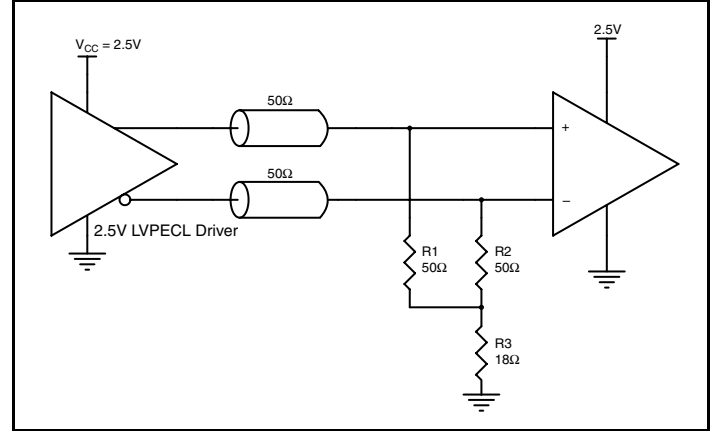 V_CC = 2.5V
2.5V
50Ω
50Ω
+
−
2.5V LVPECL Driver
R1
50Ω
R2
50Ω
R3
18Ω